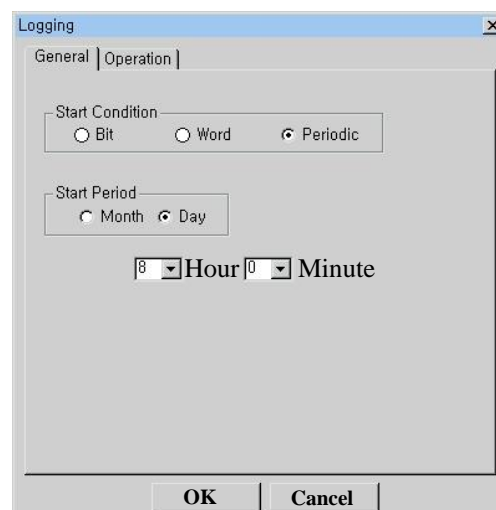 Logging
General Operation
Start Condition
Bit Word Periodic
Start Period
Month Day
8 Hour 0 Minute
OK Cancel